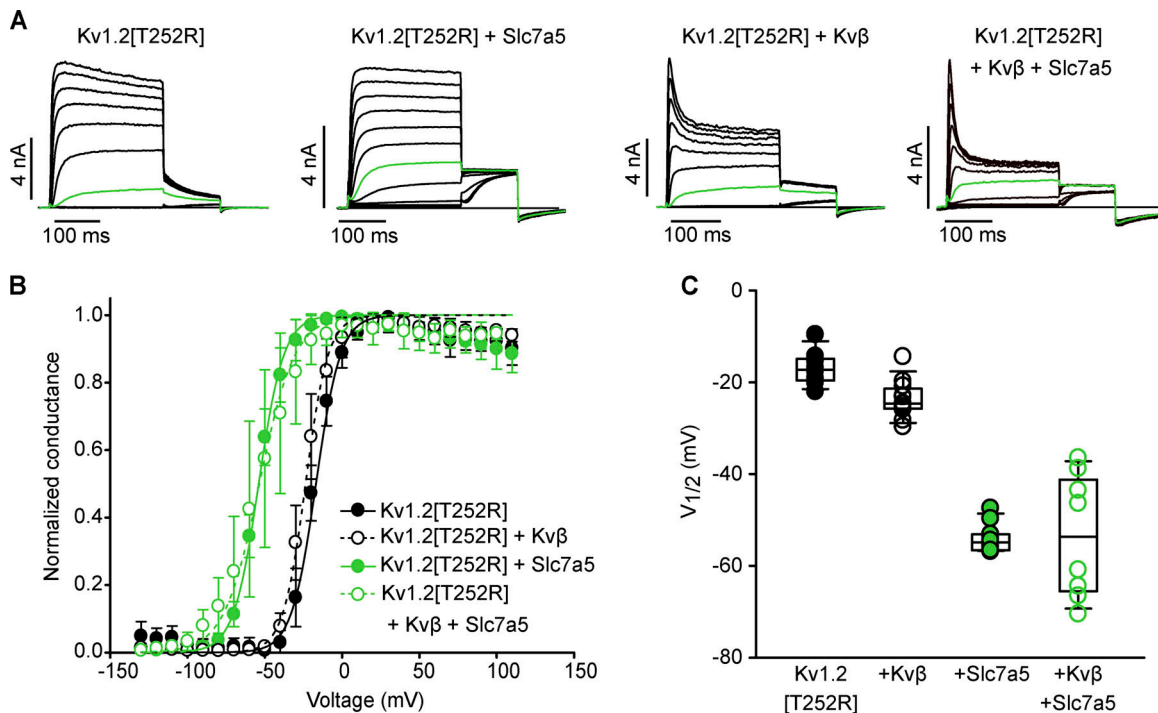 A
Kv1.2[T252R]
Kv1.2[T252R] + Slc7a5
Kv1.2[T252R] + Kvβ
Kv1.2[T252R]
+ Kvβ + Slc7a5
4 nA
4 nA
4 nA
4 nA
100 ms
100 ms
100 ms
100 ms
B
Normalized conductance
1.0
0.8
0.6
0.4
0.2
0.0
-150
-100
-50
0
50
100
150
Voltage (mV)
Kv1.2[T252R]
Kv1.2[T252R] + Kvβ
Kv1.2[T252R] + Slc7a5
Kv1.2[T252R]
+ Kvβ + Slc7a5
C
V1/2 (mV)
0
-20
-40
-60
-80
Kv1.2
[T252R]
+Kvβ
+Slc7a5
+Kvβ
+Slc7a5